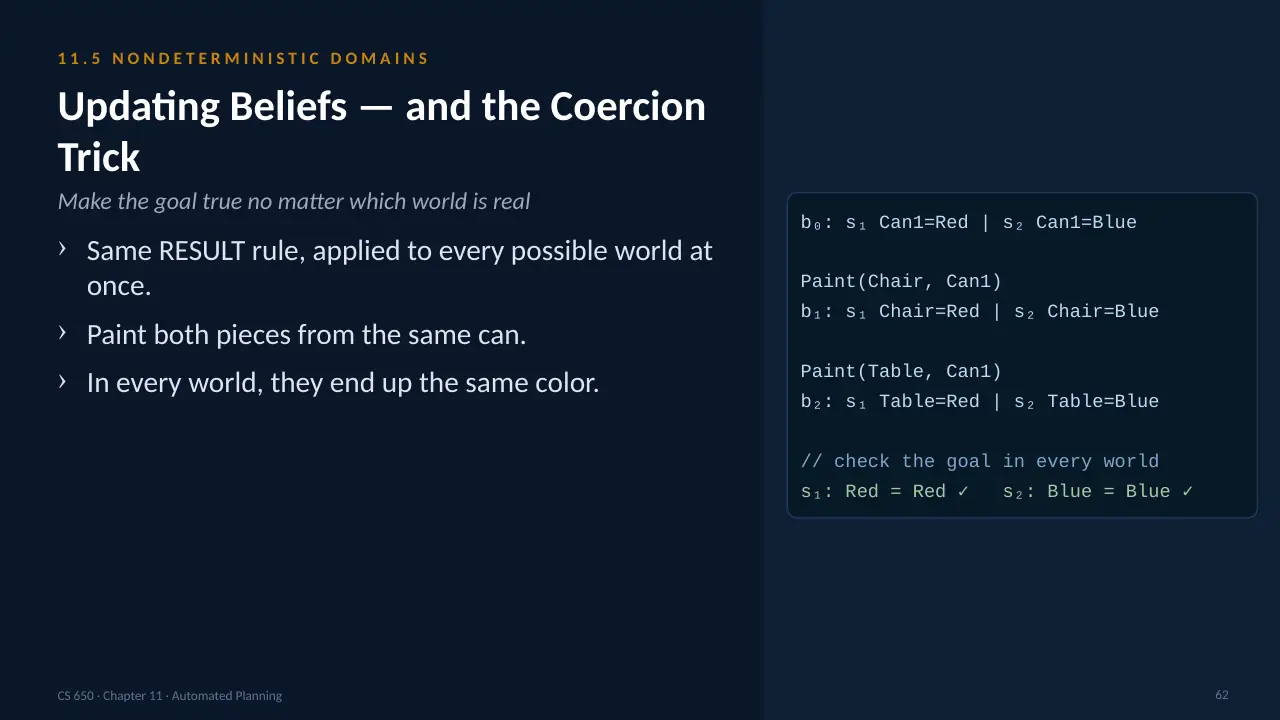 11.5 NONDETERMINISTIC DOMAINS
Updating Beliefs — and the Coercion
Trick
Make the goal true no matter which world is real
› Same RESULT rule, applied to every possible world at
once.
› Paint both pieces from the same can.
› In every world, they end up the same color.
b₀: s₁ Can1=Red | s₂ Can1=Blue
Paint(Chair, Can1)
b₁: s₁ Chair=Red | s₂ Chair=Blue
Paint(Table, Can1)
b₂: s₁ Table=Red | s₂ Table=Blue
// check the goal in every world
s₁: Red = Red ✓   s₂: Blue = Blue ✓
CS 650 · Chapter 11 · Automated Planning
62